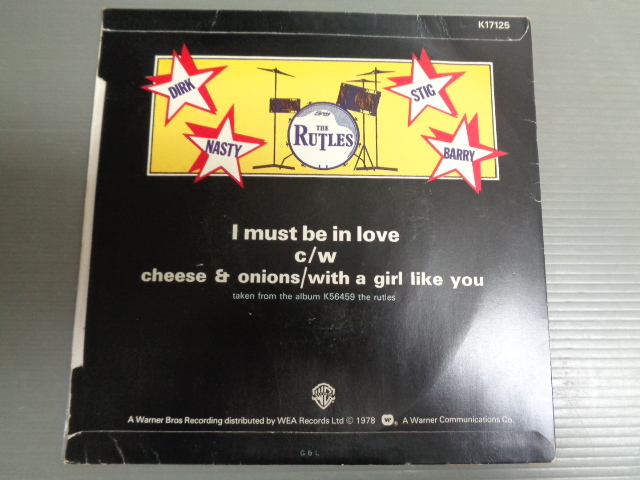 K17125
DIRK
STIG
THE
RUTLES
NASTY
BARRY
I must be in love
c/w
cheese & onions/with a girl like you
taken from the album K56459 the rutles
A Warner Bros Recording distributed by WEA Records Ltd © 1978 A Warner Communications Co.
G & L